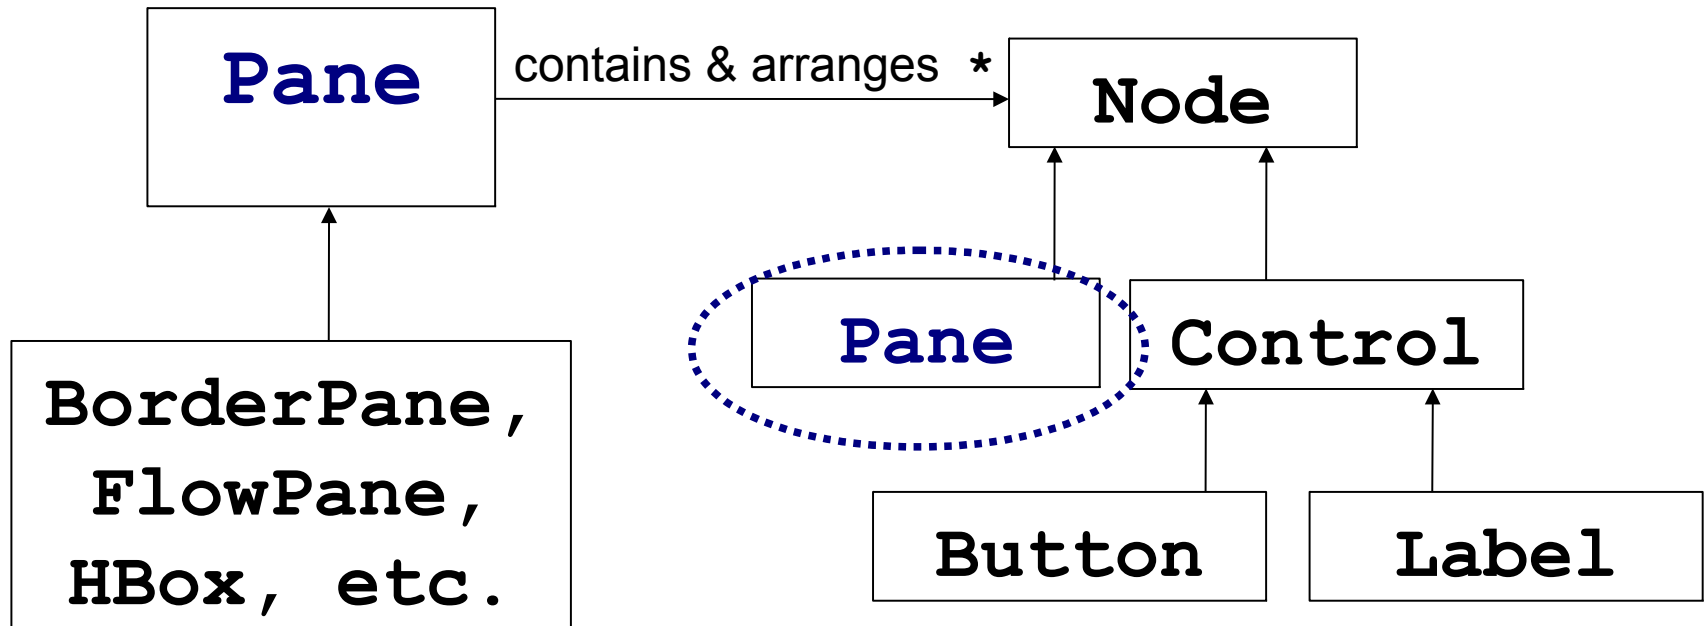 Pane
contains & arranges *
Node
Pane
Control
BorderPane,
FlowPane,
HBox, etc.
Button
Label